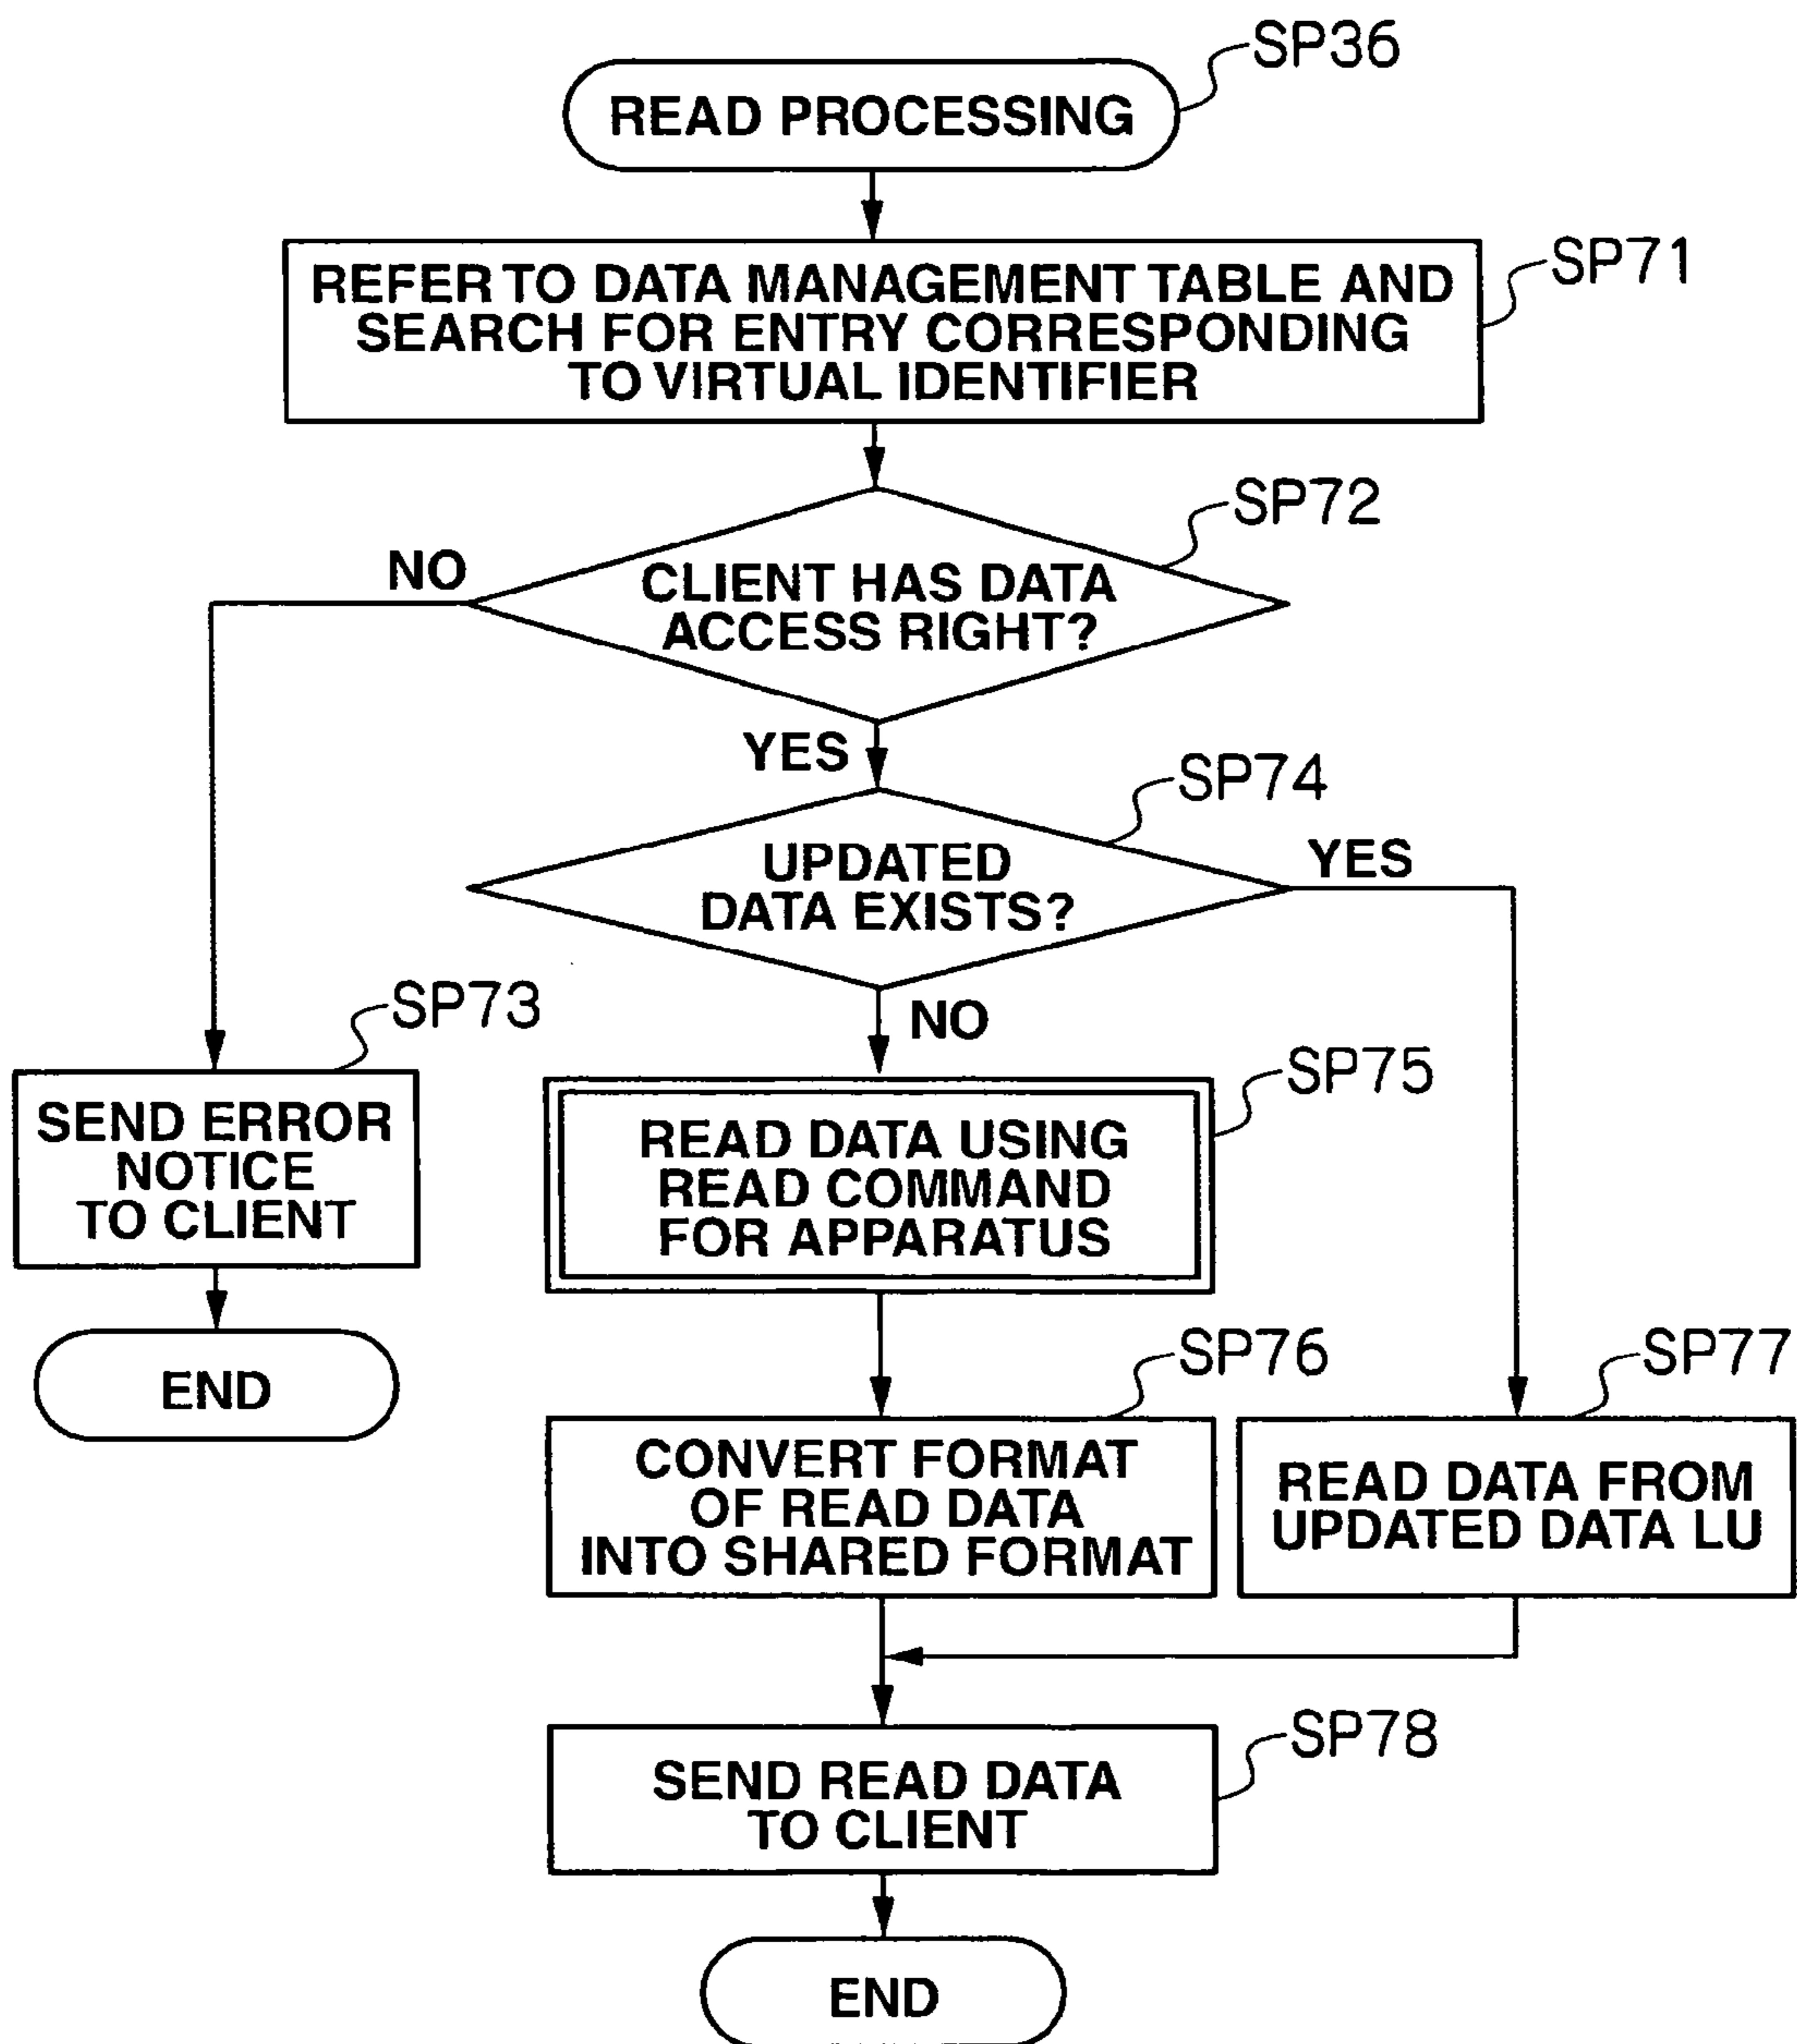 SP36
READ PROCESSING
SP71
REFER TO DATA MANAGEMENT TABLE AND
SEARCH FOR ENTRY CORRESPONDING
TO VIRTUAL IDENTIFIER
SP72
NO
CLIENT HAS DATA
ACCESS RIGHT?
YES
SP74
UPDATED
DATA EXISTS?
YES
NO
SP73
SEND ERROR
NOTICE
TO CLIENT
END
SP75
READ DATA USING
READ COMMAND
FOR APPARATUS
SP76
CONVERT FORMAT
OF READ DATA
INTO SHARED FORMAT
SP77
READ DATA FROM
UPDATED DATA LU
SP78
SEND READ DATA
TO CLIENT
END